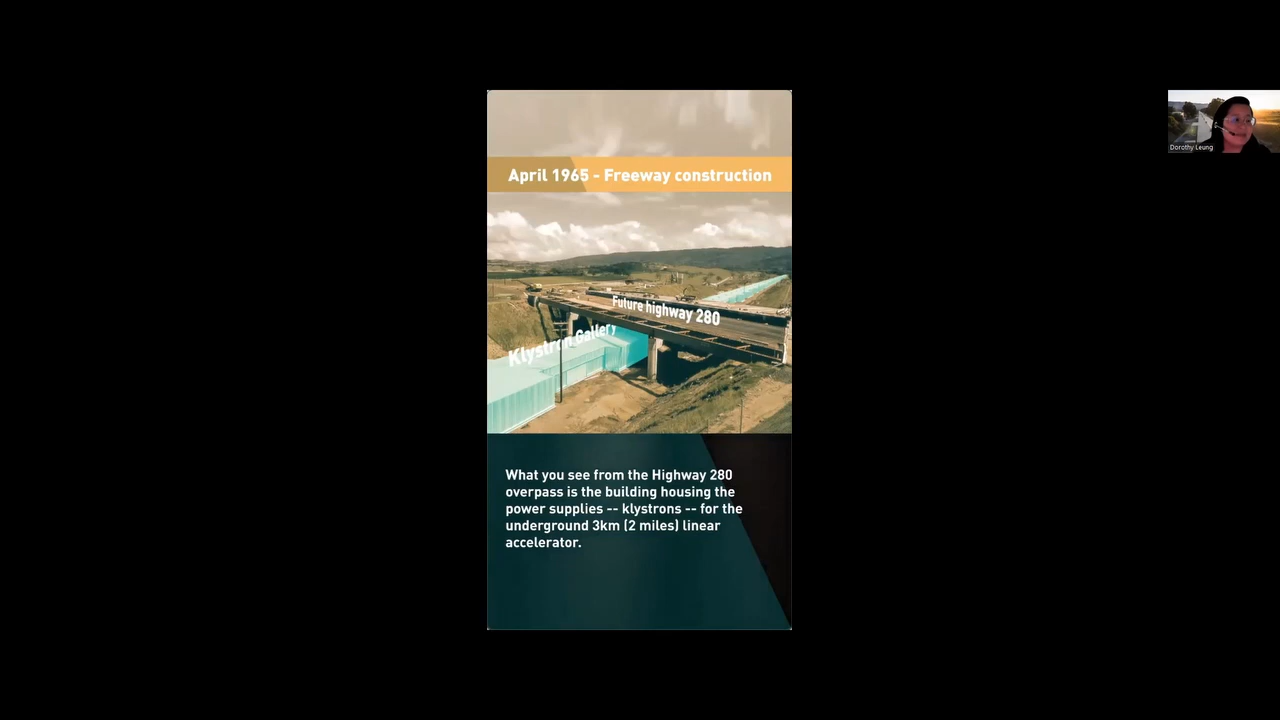 April 1965 - Freeway construction
Future highway 280
Klystron Gallery
What you see from the Highway 280
overpass is the building housing the
power supplies -- klystrons -- for the
underground 3km (2 miles) linear
accelerator.
Dorothy Leung